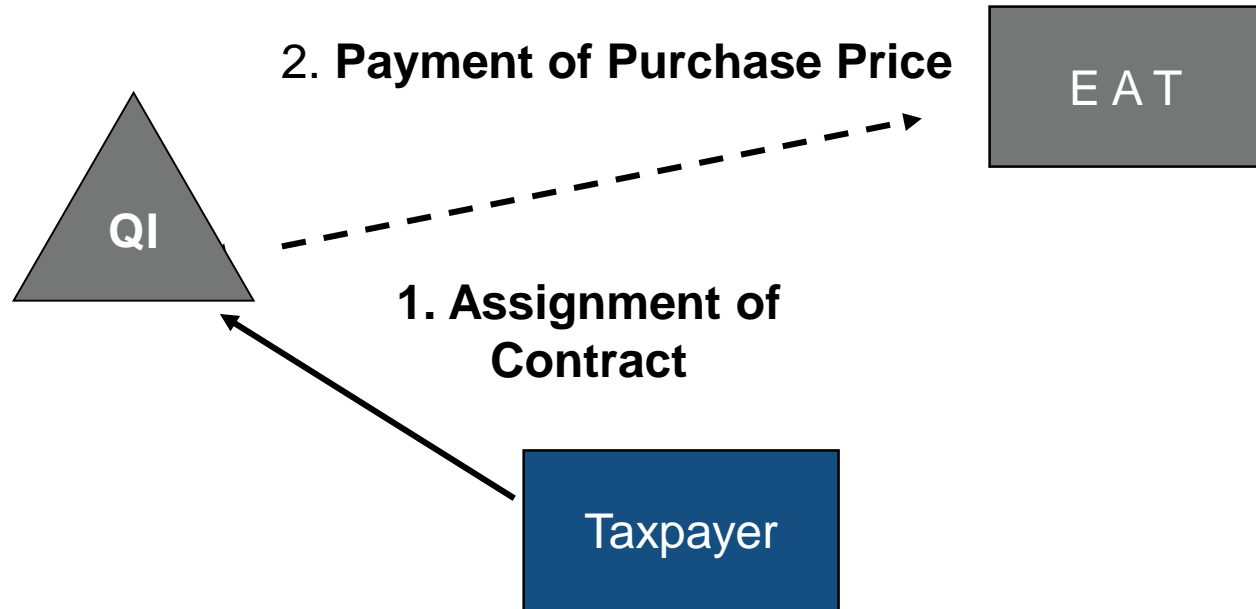 2. Payment of Purchase Price
E A T
QI
1. Assignment of
Contract
Taxpayer